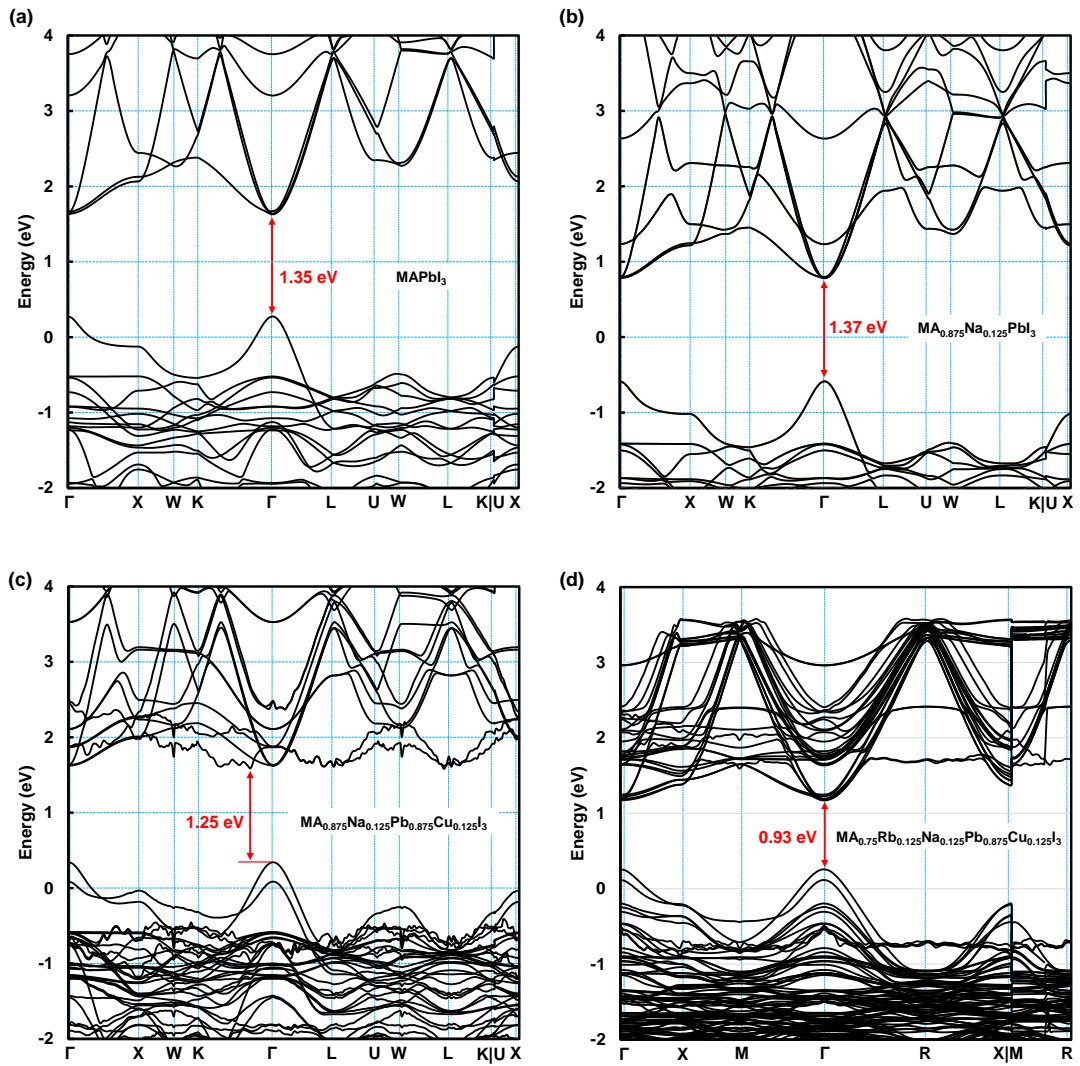 (a)
4
3
2
1
0
-1
-2
Energy (eV)
1.35 eV
MAPbI₃
Γ X W K Γ L U W L K|U X
(b)
4
3
2
1
0
-1
-2
Energy (eV)
1.37 eV
MA₀.₈₇₅Na₀.₁₂₅PbI₃
Γ X W K Γ L U W L K|U X
(c)
4
3
2
1
0
-1
-2
Energy (eV)
1.25 eV
MA₀.₈₇₅Na₀.₁₂₅Pb₀.₈₇₅Cu₀.₁₂₅I₃
Γ X W K Γ L U W L K|U X
(d)
4
3
2
1
0
-1
-2
Energy (eV)
0.93 eV
MA₀.₇₅Rb₀.₁₂₅Na₀.₁₂₅Pb₀.₈₇₅Cu₀.₁₂₅I₃
Γ X M Γ R X|M R